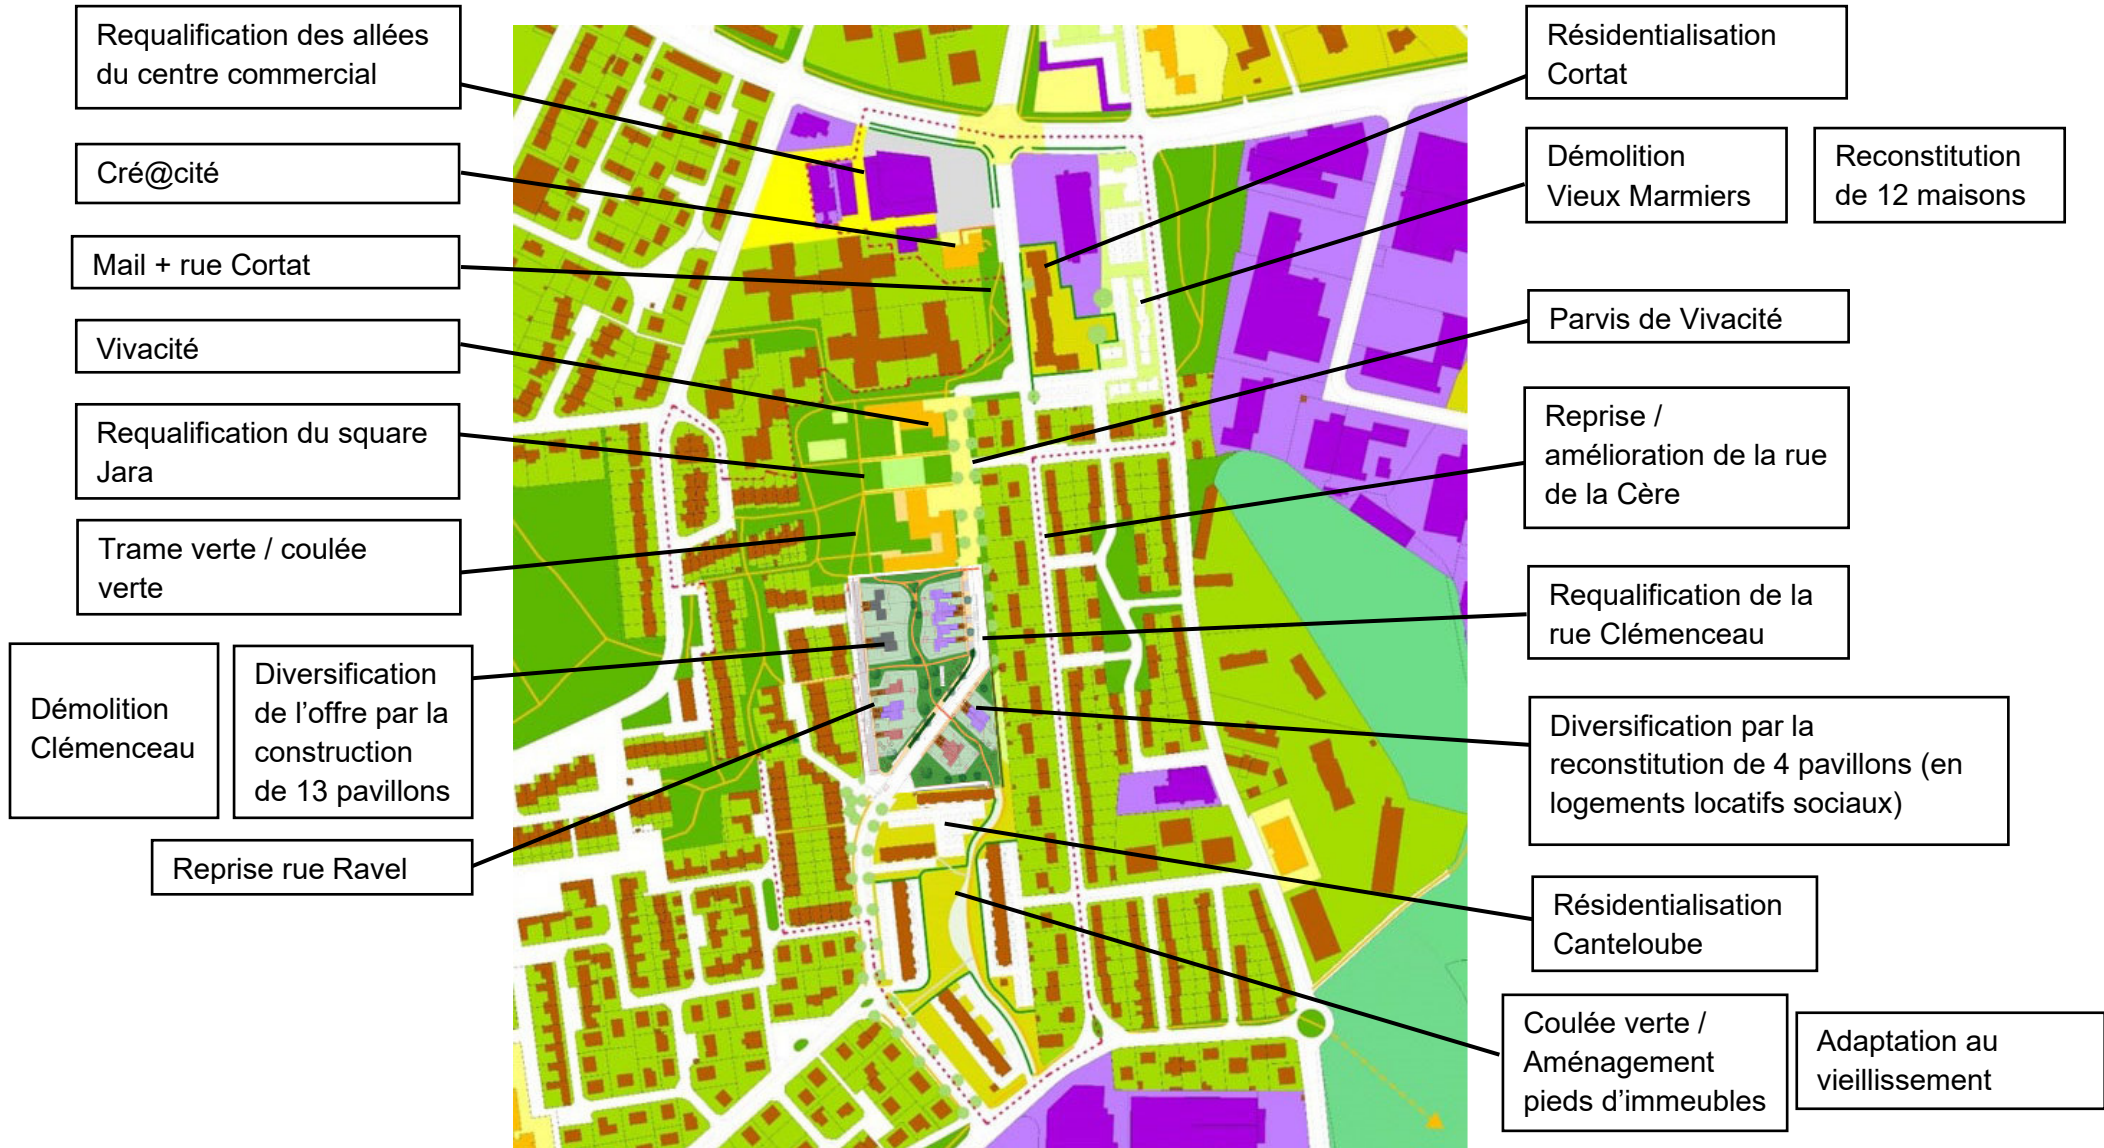 Requalification des allées
du centre commercial
Cré@cité
Mail + rue Cortat
Vivacité
Requalification du square
Jara
Trame verte / coulée
verte
Démolition
Clémenceau
Diversification
de l’offre par la
construction
de 13 pavillons
Reprise rue Ravel
Résidentialisation
Cortat
Démolition
Vieux Marmiers
Reconstitution
de 12 maisons
Parvis de Vivacité
Reprise /
amélioration de la rue
de la Cère
Requalification de la
rue Clémenceau
Diversification par la
reconstitution de 4 pavillons (en
logements locatifs sociaux)
Résidentialisation
Canteloube
Coulée verte /
Aménagement
pieds d’immeubles
Adaptation au
vieillissement